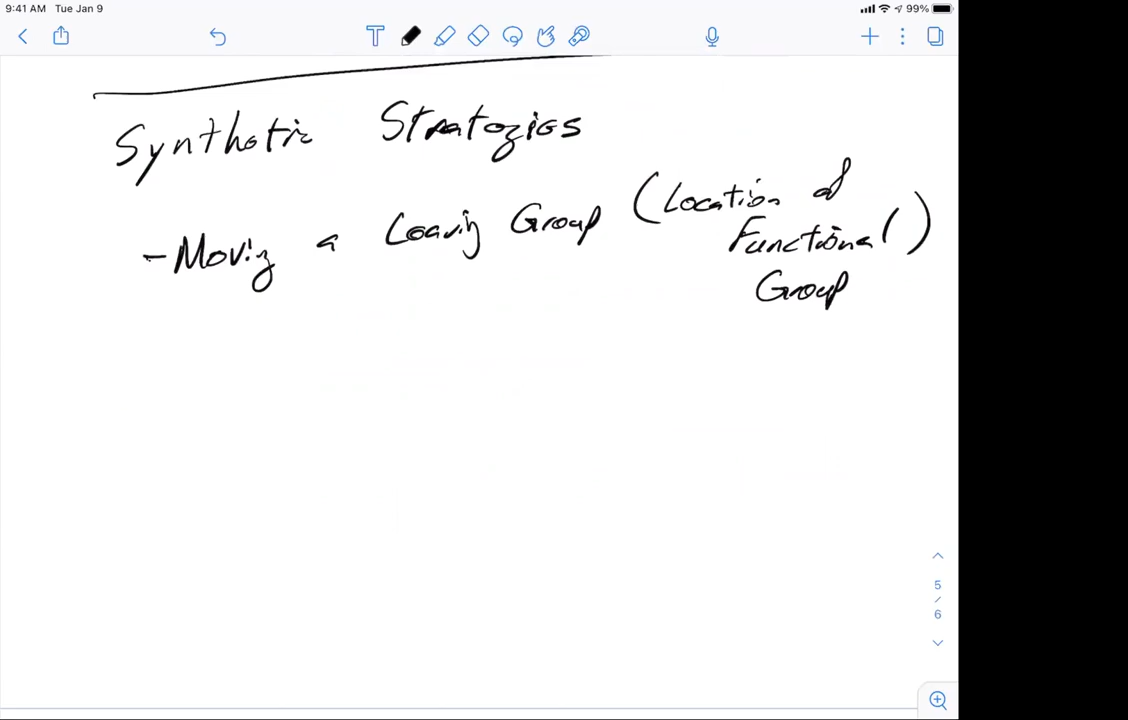 9:41 AM Tue Jan 9
99%
Synthetic Strategies
- Moving a Leaving Group (Location of
Functional)
Group
5
/
6